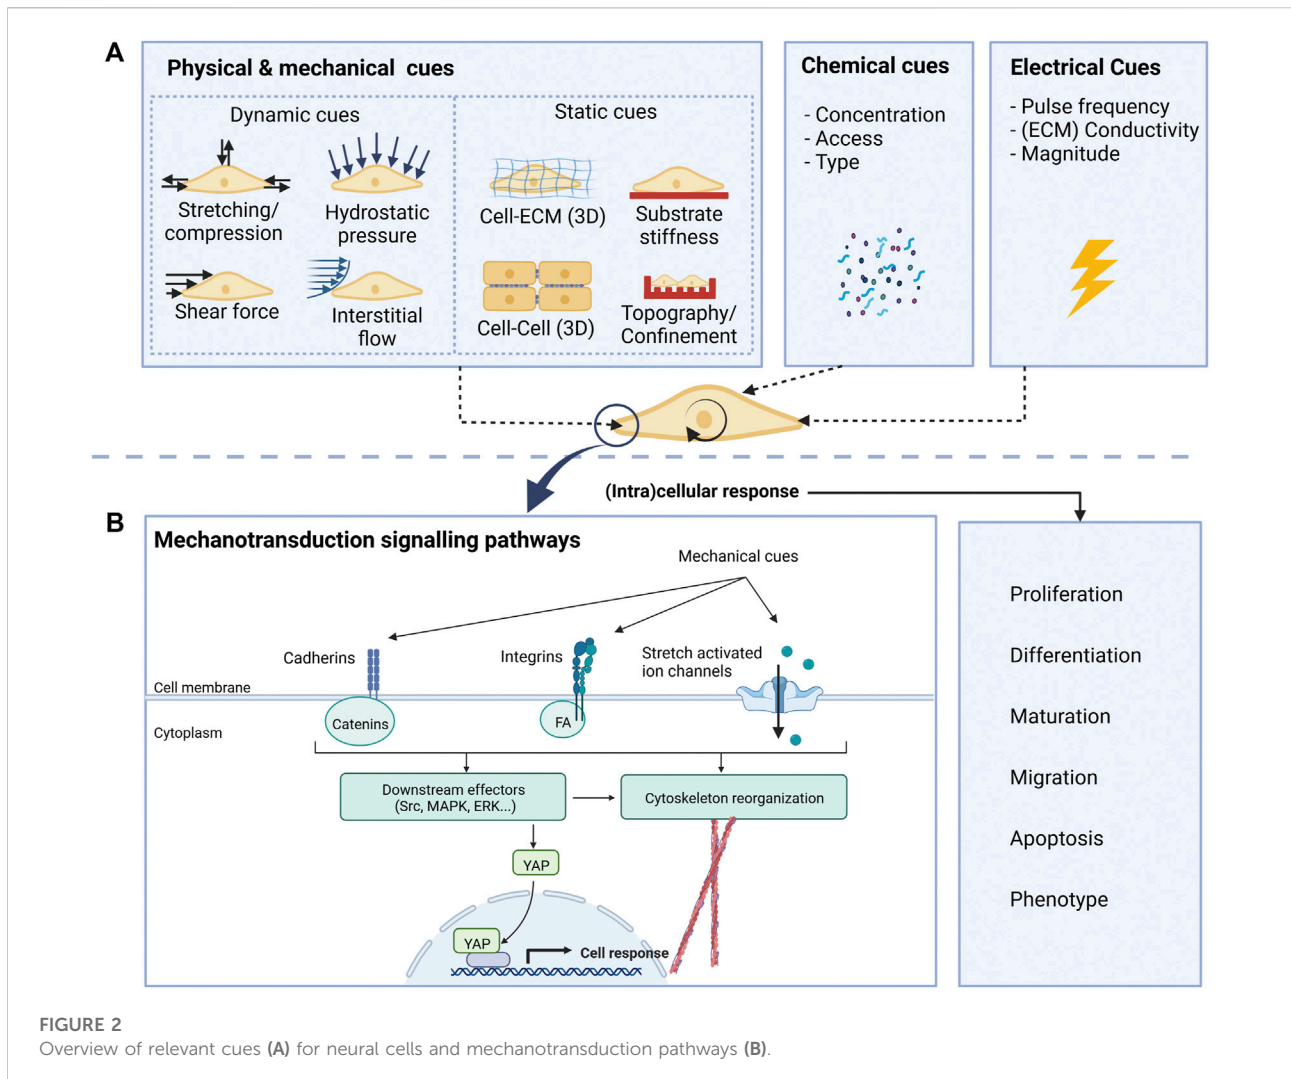 A
Physical & mechanical cues
Dynamic cues
Stretching/
compression
Hydrostatic
pressure
Shear force
Interstitial
flow
Static cues
Cell-ECM (3D)
Substrate
stiffness
Cell-Cell (3D)
Topography/
Confinement
Chemical cues
- Concentration
- Access
- Type
Electrical Cues
- Pulse frequency
- (ECM) Conductivity
- Magnitude
(Intra)cellular response
B
Mechanotransduction signalling pathways
Mechanical cues
Cadherins
Integrins
Stretch activated
ion channels
Cell membrane
Catenins
FA
Cytoplasm
Downstream effectors
(Src, MAPK, ERK...)
Cytoskeleton reorganization
YAP
YAP
Cell response
Proliferation
Differentiation
Maturation
Migration
Apoptosis
Phenotype
FIGURE 2
Overview of relevant cues (A) for neural cells and mechanotransduction pathways (B).